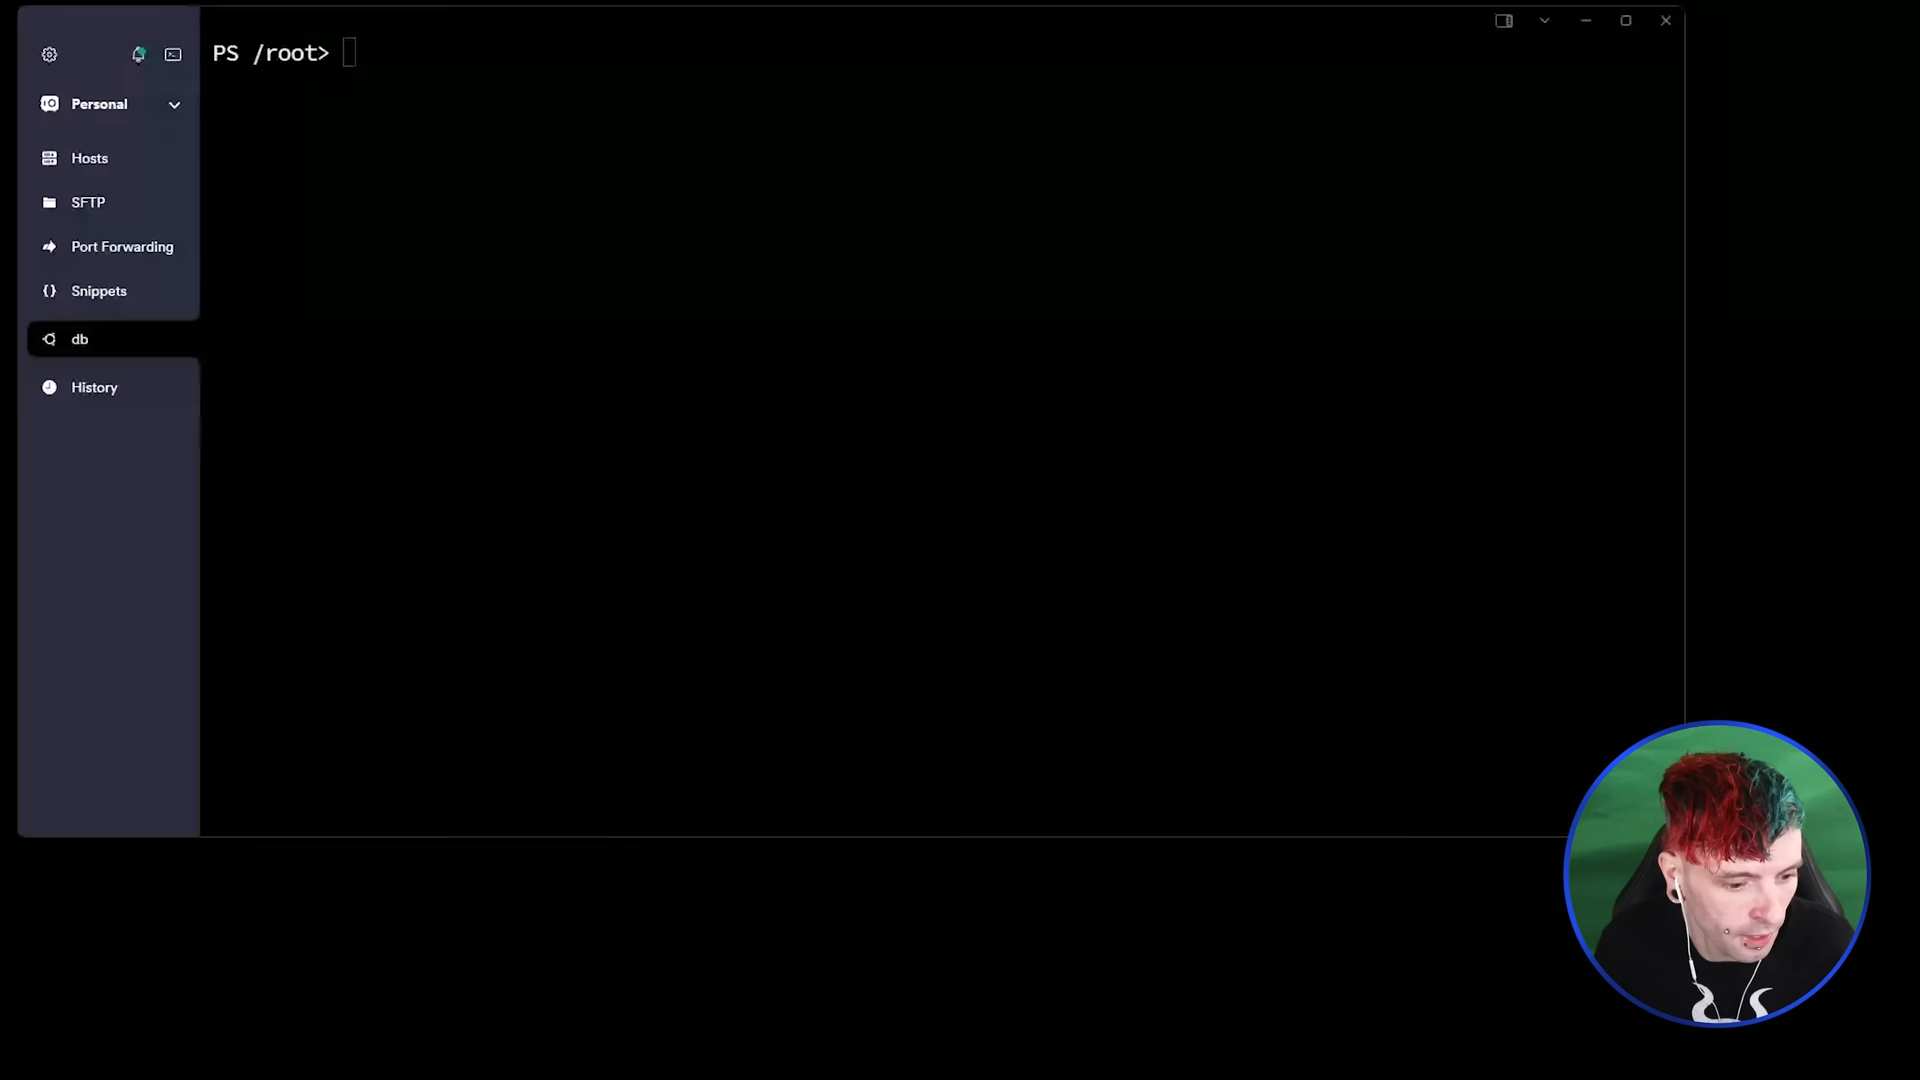 PS /root>
Personal
Hosts
SFTP
Port Forwarding
Snippets
db
History